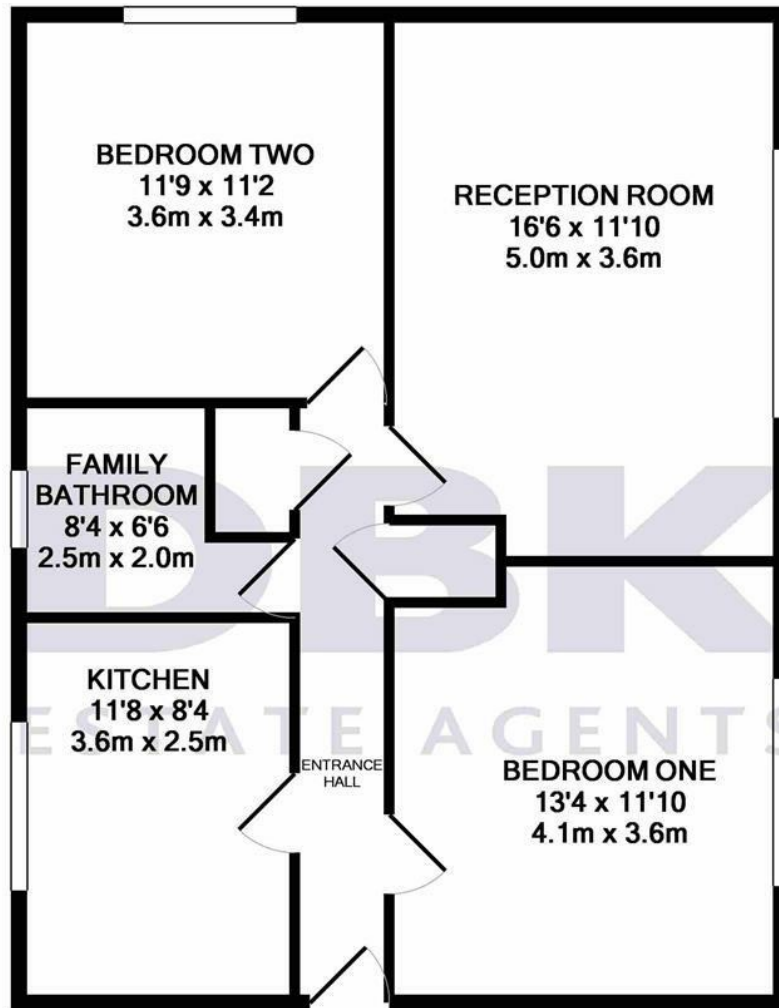 BEDROOM TWO
11'9 x 11'2
3.6m x 3.4m
RECEPTION ROOM
16'6 x 11'10
5.0m x 3.6m
FAMILY
BATHROOM
8'4 x 6'6
2.5m x 2.0m
DBK
KITCHEN
11'8 x 8'4
3.6m x 2.5m
ESTATE AGENTS
ENTRANCE
HALL
BEDROOM ONE
13'4 x 11'10
4.1m x 3.6m